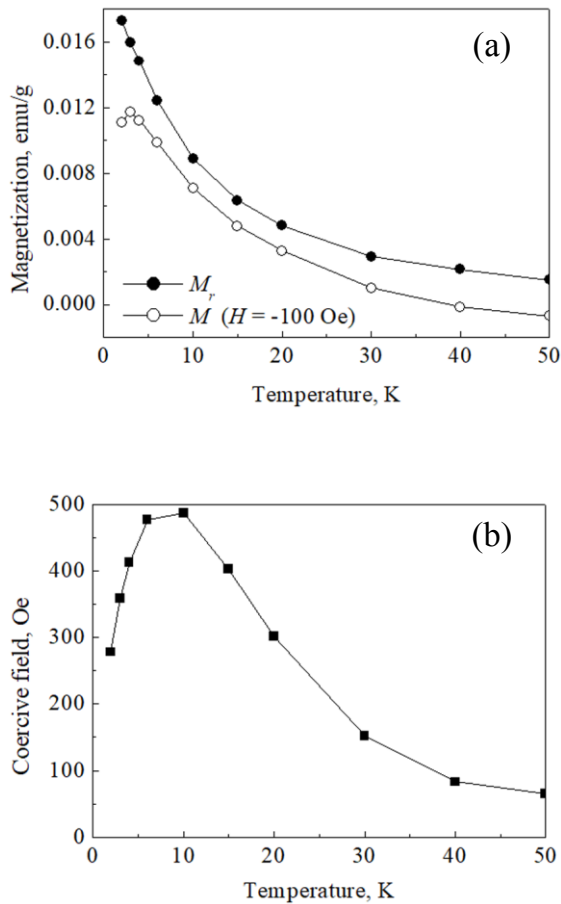 (a)
0.016
0.012
0.008
0.004
0.000
Magnetization, emu/g
M_r
M (H = -100 Oe)
0 10 20 30 40 50
Temperature, K
(b)
500
400
300
200
100
0
Coercive field, Oe
0 10 20 30 40 50
Temperature, K